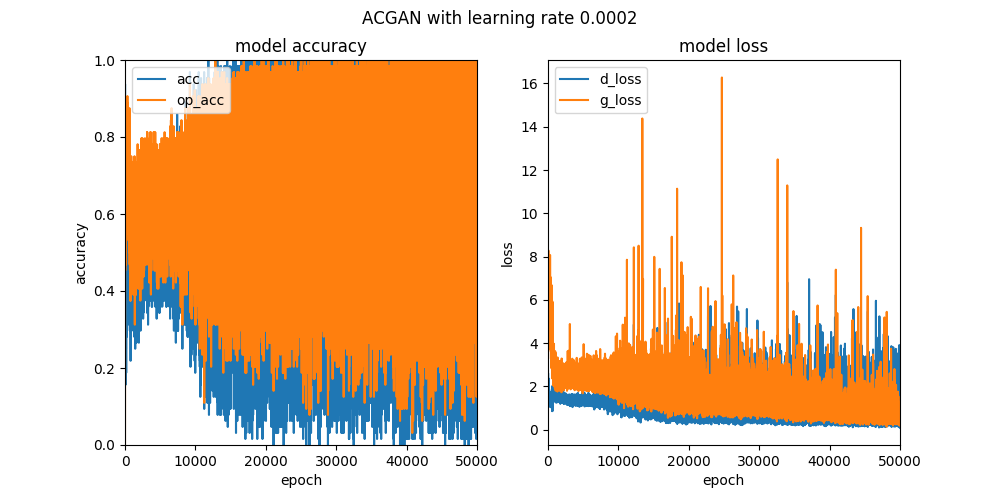 ACGAN with learning rate 0.0002
model accuracy
acc
op_acc
accuracy
1.0
0.8
0.6
0.4
0.2
0.0
0 10000 20000 30000 40000 50000
epoch
model loss
d_loss
g_loss
loss
16
14
12
10
8
6
4
2
0
0 10000 20000 30000 40000 50000
epoch